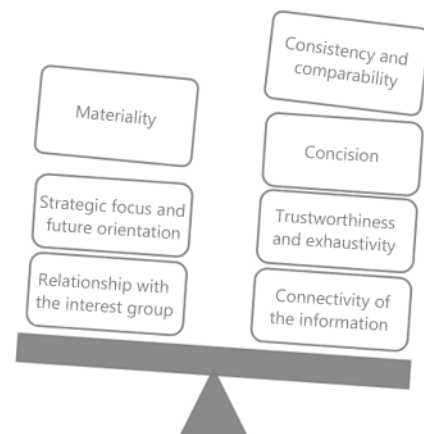 Materiality
Strategic focus and
future orientation
Relationship with
the interest group
Consistency and
comparability
Concision
Trustworthiness
and exhaustivity
Connectivity of
the information